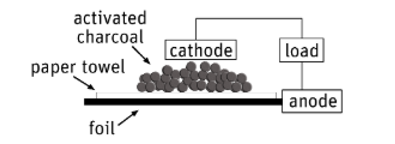 activated
charcoal
cathode
load
paper towel
anode
foil